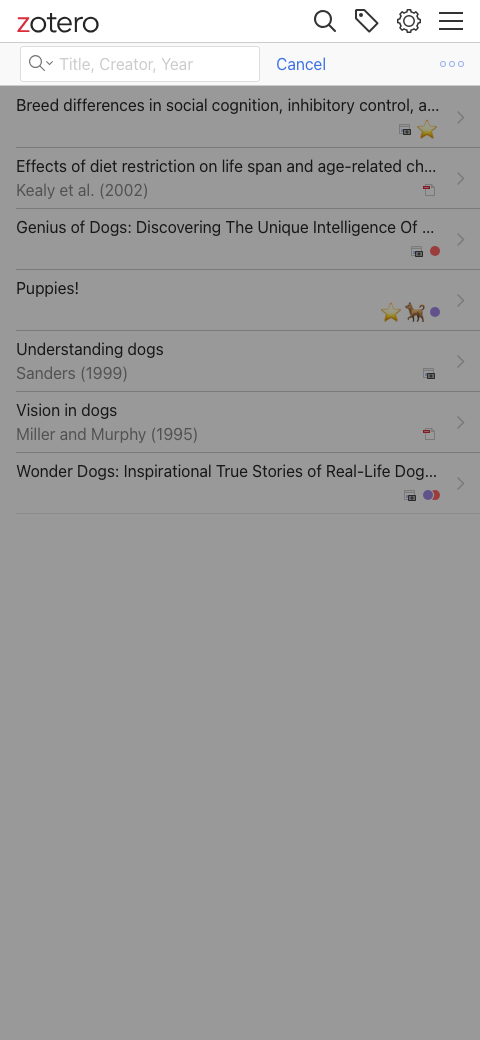 zotero
Title, Creator, Year
Cancel
Breed differences in social cognition, inhibitory control, a...
Effects of diet restriction on life span and age-related ch...
Kealy et al. (2002)
Genius of Dogs: Discovering The Unique Intelligence Of ...
Puppies!
Understanding dogs
Sanders (1999)
Vision in dogs
Miller and Murphy (1995)
Wonder Dogs: Inspirational True Stories of Real-Life Dog...